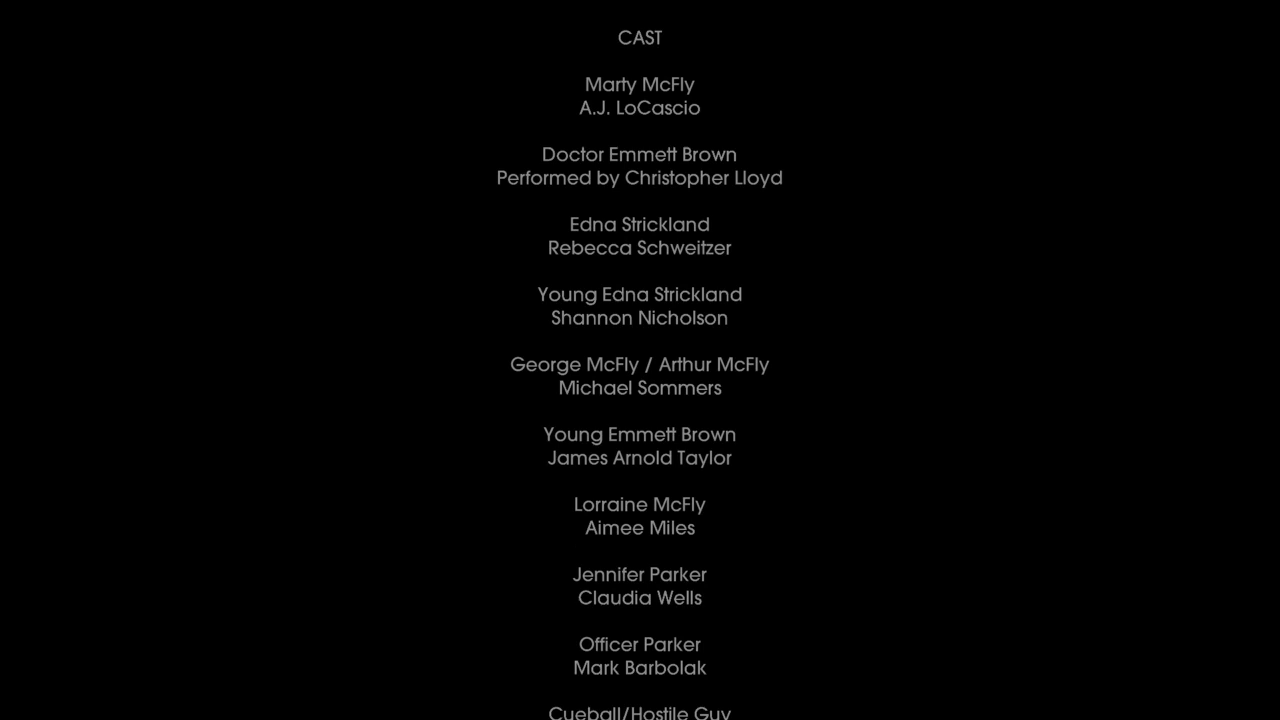 CAST
Marty McFly
A.J. LoCascio
Doctor Emmett Brown
Performed by Christopher Lloyd
Edna Strickland
Rebecca Schweitzer
Young Edna Strickland
Shannon Nicholson
George McFly / Arthur McFly
Michael Sommers
Young Emmett Brown
James Arnold Taylor
Lorraine McFly
Aimee Miles
Jennifer Parker
Claudia Wells
Officer Parker
Mark Barbolak
Cueball/Hostile Guy